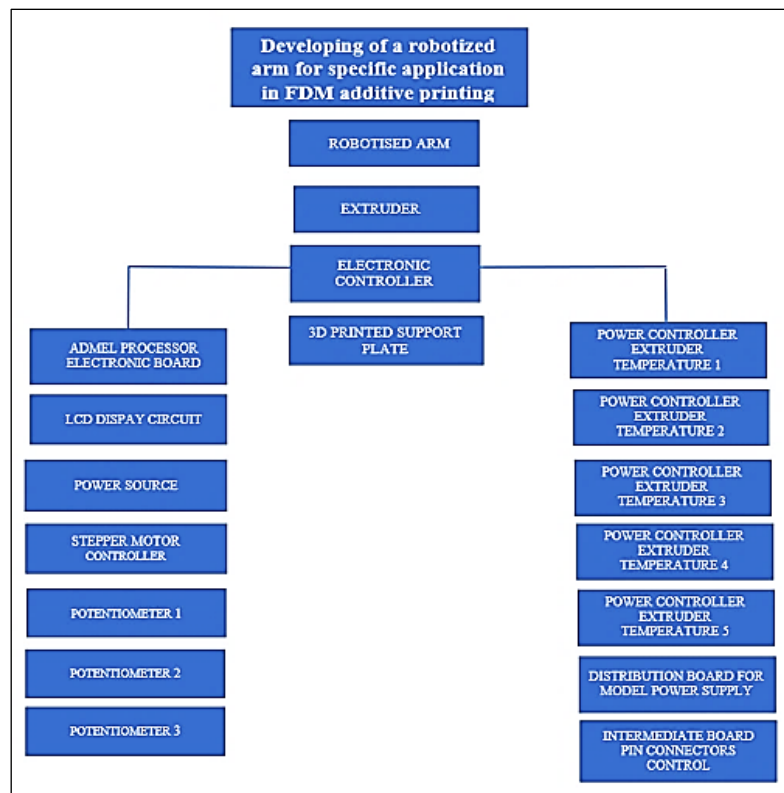 Developing of a robotized
arm for specific application
in FDM additive printing
ROBOTISED ARM
EXTRUDER
ELECTRONIC
CONTROLLER
3D PRINTED SUPPORT
PLATE
ADMEL PROCESSOR
ELECTRONIC BOARD
LCD DISPAY CIRCUIT
POWER SOURCE
STEPPER MOTOR
CONTROLLER
POTENTIOMETER 1
POTENTIOMETER 2
POTENTIOMETER 3
POWER CONTROLLER
EXTRUDER
TEMPERATURE 1
POWER CONTROLLER
EXTRUDER
TEMPERATURE 2
POWER CONTROLLER
EXTRUDER
TEMPERATURE 3
POWER CONTROLLER
EXTRUDER
TEMPERATURE 4
POWER CONTROLLER
EXTRUDER
TEMPERATURE 5
DISTRIBUTION BOARD FOR
MODEL POWER SUPPLY
INTERMEDIATE BOARD
PIN CONNECTORS
CONTROL